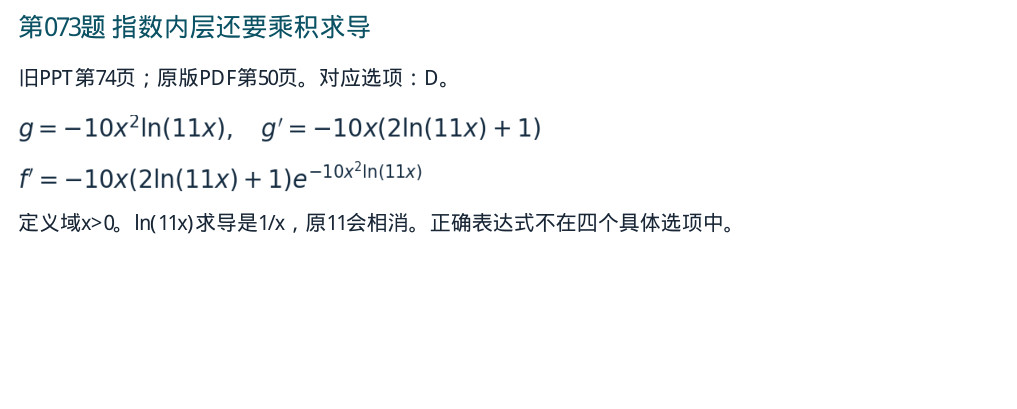 第073题 指数内层还要乘积求导
旧PPT第74页；原版PDF第50页。对应选项：D。
g = −10x²ln(11x),   g′ = −10x(2ln(11x) + 1)
f′ = −10x(2ln(11x) + 1)e^{−10x²ln(11x)}
定义域x>0。ln(11x)求导是1/x，原11会相消。正确表达式不在四个具体选项中。